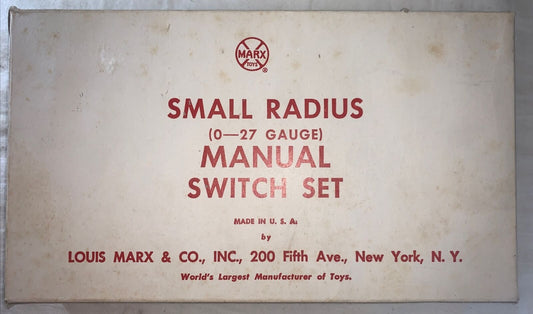 MARX
TOYS
®
SMALL RADIUS
(0—27 GAUGE)
MANUAL
SWITCH SET
MADE IN U. S. A.
by
LOUIS MARX & CO., INC., 200 Fifth Ave., New York, N. Y.
World's Largest Manufacturer of Toys.